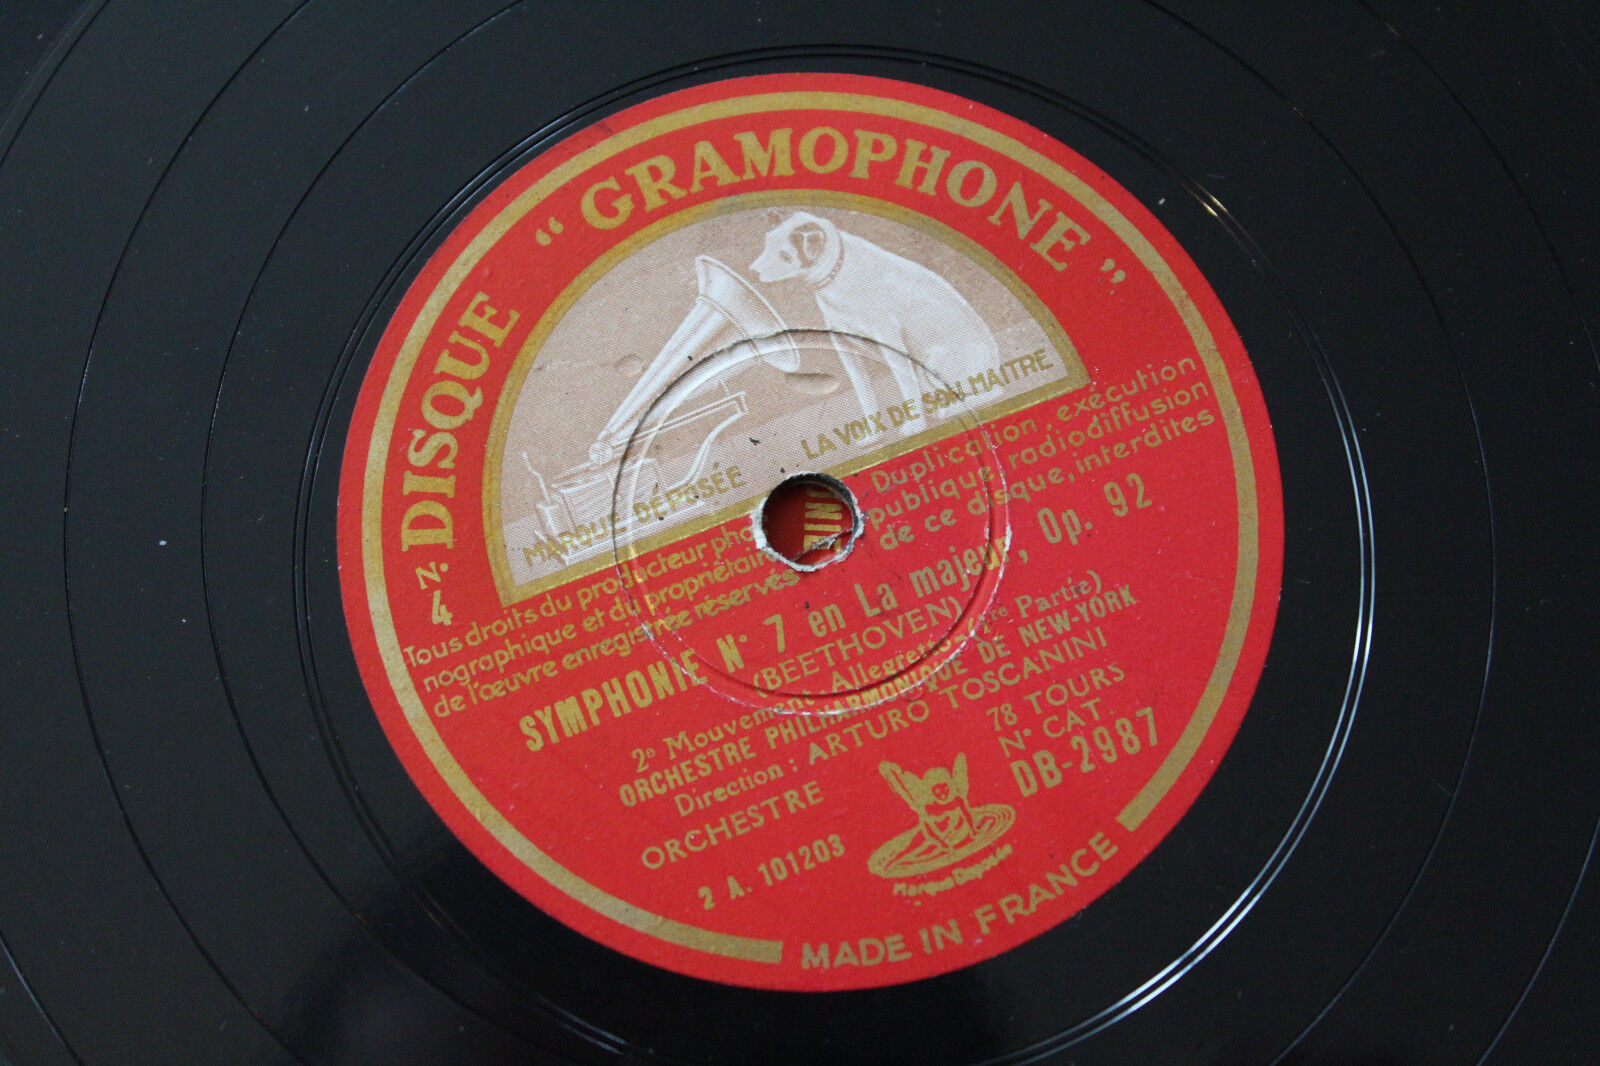 DISQUE “GRAMOPHONE”
N.° 4
MARQUE DÉPOSÉE
LA VOIX DE SON MAITRE
Tous droits du producteur pho
nographique et du propriétaire
de l'œuvre enregistrée réservés
Duplication, exécution
publique, radiodiffusion
de ce disque, interdites
SYMPHONIE N° 7 en La majeur, Op. 92
(BEETHOVEN)
2e Mouvement, Allegretto (1re Partie)
ORCHESTRE PHILHARMONIQUE DE NEW-YORK
Direction : ARTURO TOSCANINI
ORCHESTRE
78 TOURS
N° CAT.
DB-2987
2 A. 101203
Marque Déposée
MADE IN FRANCE